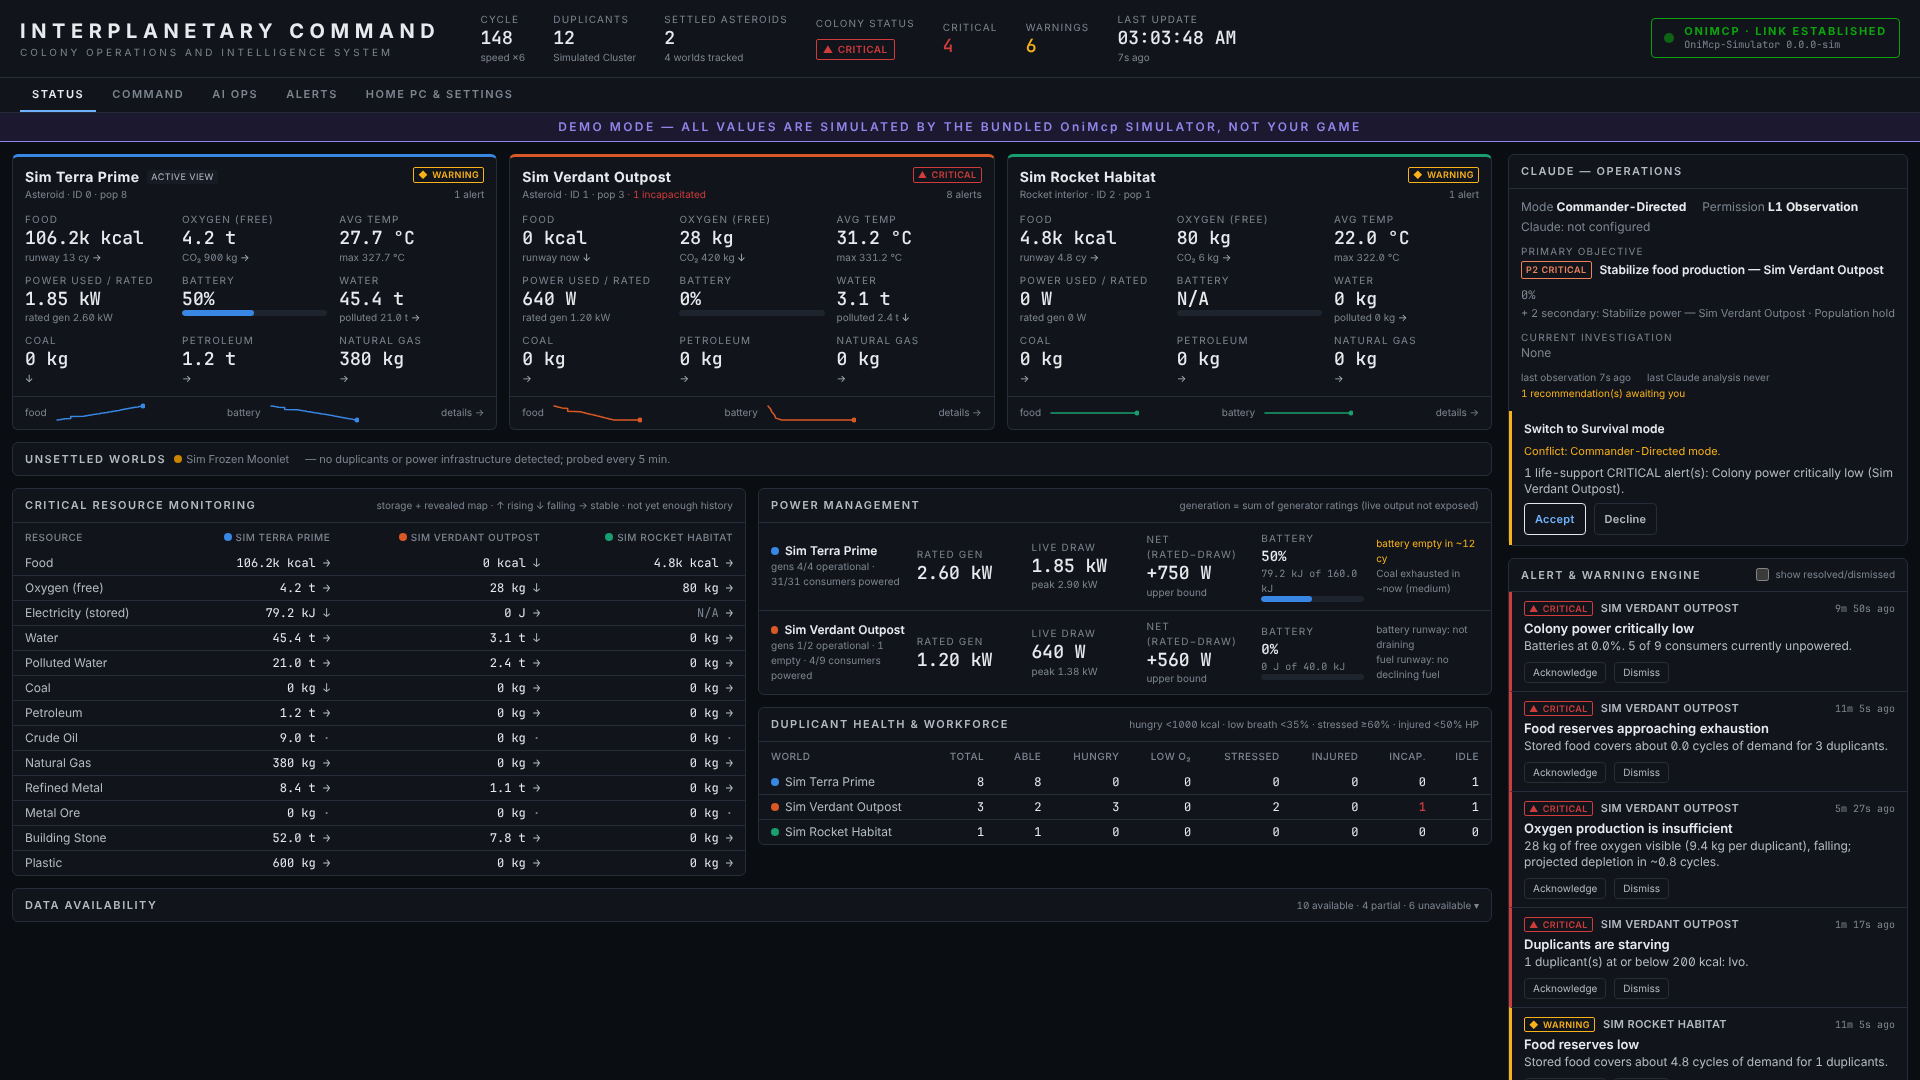 INTERPLANETARY COMMAND
COLONY OPERATIONS AND INTELLIGENCE SYSTEM
CYCLE
148
speed ×6
DUPLICANTS
12
Simulated Cluster
SETTLED ASTEROIDS
2
4 worlds tracked
COLONY STATUS
▲ CRITICAL
CRITICAL
4
WARNINGS
6
LAST UPDATE
03:03:48 AM
7s ago
ONIMCP · LINK ESTABLISHED
OniMcp-Simulator 0.0.0-sim
STATUS COMMAND AI OPS ALERTS HOME PC & SETTINGS
DEMO MODE — ALL VALUES ARE SIMULATED BY THE BUNDLED OniMcp SIMULATOR, NOT YOUR GAME
Sim Terra Prime ACTIVE VIEW ◆ WARNING
Asteroid · ID 0 · pop 8 1 alert
FOOD OXYGEN (FREE) AVG TEMP
106.2k kcal 4.2 t 27.7 °C
runway 13 cy → CO₂ 900 kg → max 327.7 °C
POWER USED / RATED BATTERY WATER
1.85 kW 50% 45.4 t
rated gen 2.60 kW polluted 21.0 t →
COAL PETROLEUM NATURAL GAS
0 kg 1.2 t 380 kg
↓ → →
food battery details →
Sim Verdant Outpost ▲ CRITICAL
Asteroid · ID 1 · pop 3 · 1 incapacitated 8 alerts
FOOD OXYGEN (FREE) AVG TEMP
0 kcal 28 kg 31.2 °C
runway now ↓ CO₂ 420 kg ↓ max 331.2 °C
POWER USED / RATED BATTERY WATER
640 W 0% 3.1 t
rated gen 1.20 kW polluted 2.4 t ↓
COAL PETROLEUM NATURAL GAS
0 kg 0 kg 0 kg
→ → →
food battery details →
Sim Rocket Habitat ◆ WARNING
Rocket interior · ID 2 · pop 1 1 alert
FOOD OXYGEN (FREE) AVG TEMP
4.8k kcal 80 kg 22.0 °C
runway 4.8 cy → CO₂ 6 kg → max 322.0 °C
POWER USED / RATED BATTERY WATER
0 W N/A 0 kg
rated gen 0 W polluted 0 kg →
COAL PETROLEUM NATURAL GAS
0 kg 0 kg 0 kg
→ → →
food battery details →
UNSETTLED WORLDS Sim Frozen Moonlet — no duplicants or power infrastructure detected; probed every 5 min.
CRITICAL RESOURCE MONITORING storage + revealed map · ↑ rising ↓ falling → stable · not yet enough history
RESOURCE SIM TERRA PRIME SIM VERDANT OUTPOST SIM ROCKET HABITAT
Food 106.2k kcal → 0 kcal ↓ 4.8k kcal →
Oxygen (free) 4.2 t → 28 kg ↓ 80 kg →
Electricity (stored) 79.2 kJ ↓ 0 J → N/A →
Water 45.4 t → 3.1 t ↓ 0 kg →
Polluted Water 21.0 t → 2.4 t ↓ 0 kg →
Coal 0 kg ↓ 0 kg → 0 kg →
Petroleum 1.2 t → 0 kg → 0 kg →
Crude Oil 9.0 t · 0 kg · 0 kg ·
Natural Gas 380 kg → 0 kg → 0 kg →
Refined Metal 8.4 t → 1.1 t → 0 kg →
Metal Ore 0 kg · 0 kg · 0 kg ·
Building Stone 52.0 t → 7.8 t → 0 kg →
Plastic 600 kg → 0 kg → 0 kg →
POWER MANAGEMENT generation = sum of generator ratings (live output not exposed)
Sim Terra Prime
gens 4/4 operational ·
31/31 consumers powered
RATED GEN
2.60 kW
LIVE DRAW
1.85 kW
peak 2.90 kW
NET
(RATED−DRAW)
+750 W
upper bound
BATTERY
50%
79.2 kJ of 160.0
kJ
battery empty in ~12
cy
Coal exhausted in
~now (medium)
Sim Verdant Outpost
gens 1/2 operational · 1
empty · 4/9 consumers
powered
RATED GEN
1.20 kW
LIVE DRAW
640 W
peak 1.38 kW
NET
(RATED−DRAW)
+560 W
upper bound
BATTERY
0%
0 J of 40.0 kJ
battery runway: not
draining
fuel runway: no
declining fuel
DUPLICANT HEALTH & WORKFORCE hungry <1000 kcal · low breath <35% · stressed ≥60% · injured <50% HP
WORLD TOTAL ABLE HUNGRY LOW O₂ STRESSED INJURED INCAP. IDLE
Sim Terra Prime 8 8 0 0 0 0 0 1
Sim Verdant Outpost 3 2 3 0 2 0 1 1
Sim Rocket Habitat 1 1 0 0 0 0 0 0
DATA AVAILABILITY 10 available · 4 partial · 6 unavailable ▾
CLAUDE — OPERATIONS
Mode Commander-Directed Permission L1 Observation
Claude: not configured
PRIMARY OBJECTIVE
P2 CRITICAL Stabilize food production — Sim Verdant Outpost
0%
+ 2 secondary: Stabilize power — Sim Verdant Outpost · Population hold
CURRENT INVESTIGATION
None
last observation 7s ago last Claude analysis never
1 recommendation(s) awaiting you
Switch to Survival mode
Conflict: Commander-Directed mode.
1 life-support CRITICAL alert(s): Colony power critically low (Sim
Verdant Outpost).
Accept Decline
ALERT & WARNING ENGINE show resolved/dismissed
▲ CRITICAL SIM VERDANT OUTPOST 9m 50s ago
Colony power critically low
Batteries at 0.0%. 5 of 9 consumers currently unpowered.
Acknowledge Dismiss
▲ CRITICAL SIM VERDANT OUTPOST 11m 5s ago
Food reserves approaching exhaustion
Stored food covers about 0.0 cycles of demand for 3 duplicants.
Acknowledge Dismiss
▲ CRITICAL SIM VERDANT OUTPOST 5m 27s ago
Oxygen production is insufficient
28 kg of free oxygen visible (9.4 kg per duplicant), falling;
projected depletion in ~0.8 cycles.
Acknowledge Dismiss
▲ CRITICAL SIM VERDANT OUTPOST 1m 17s ago
Duplicants are starving
1 duplicant(s) at or below 200 kcal: Ivo.
Acknowledge Dismiss
◆ WARNING SIM ROCKET HABITAT 11m 5s ago
Food reserves low
Stored food covers about 4.8 cycles of demand for 1 duplicants.